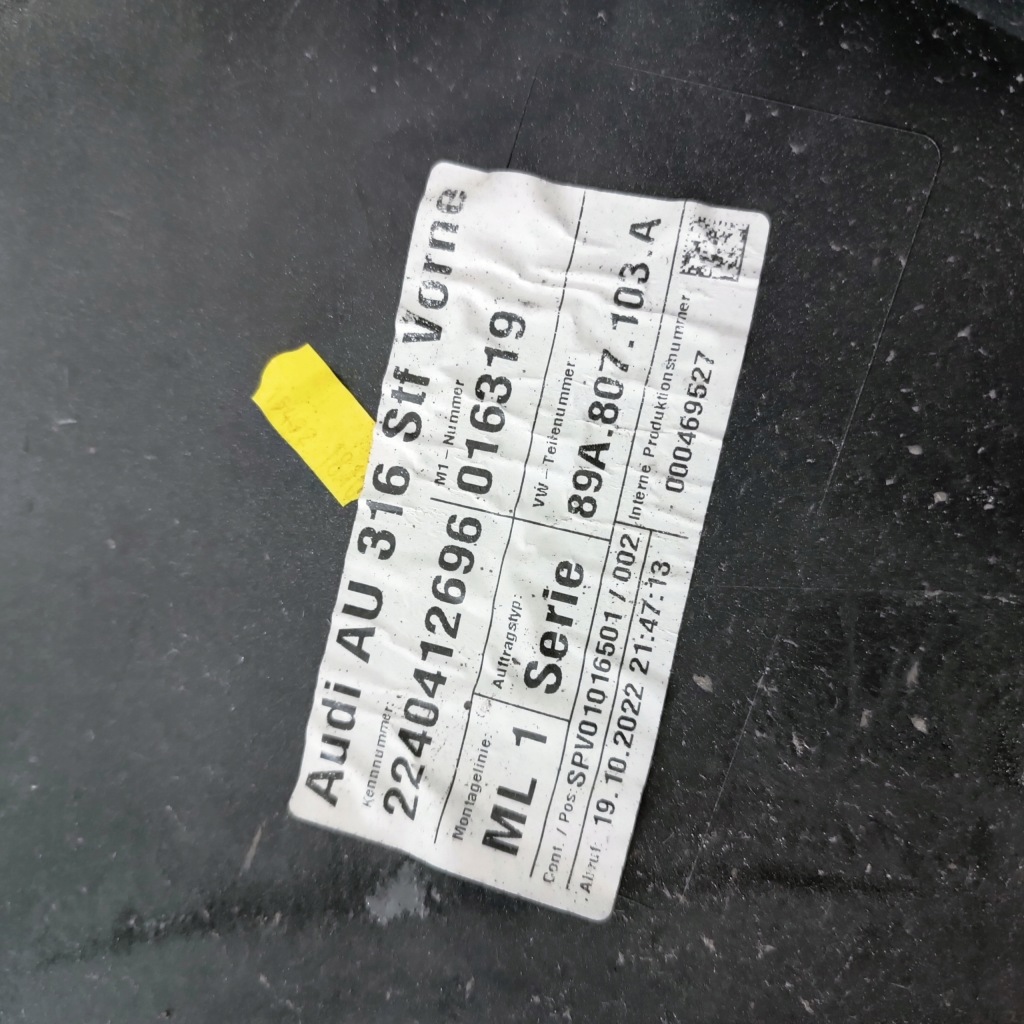 Audi AU 316 Stf Vorne
Kennnummer: M1-Nummer
2240412696 016319
Montagelinie: Auftragstyp: VW-Teilenummer:
ML 1 Serie 89A.807.103.A
Cont. / Pos: SPV01016501 / 002 Interne Produktionsnummer
Abruf: 19.10.2022 21:47:13 000469527